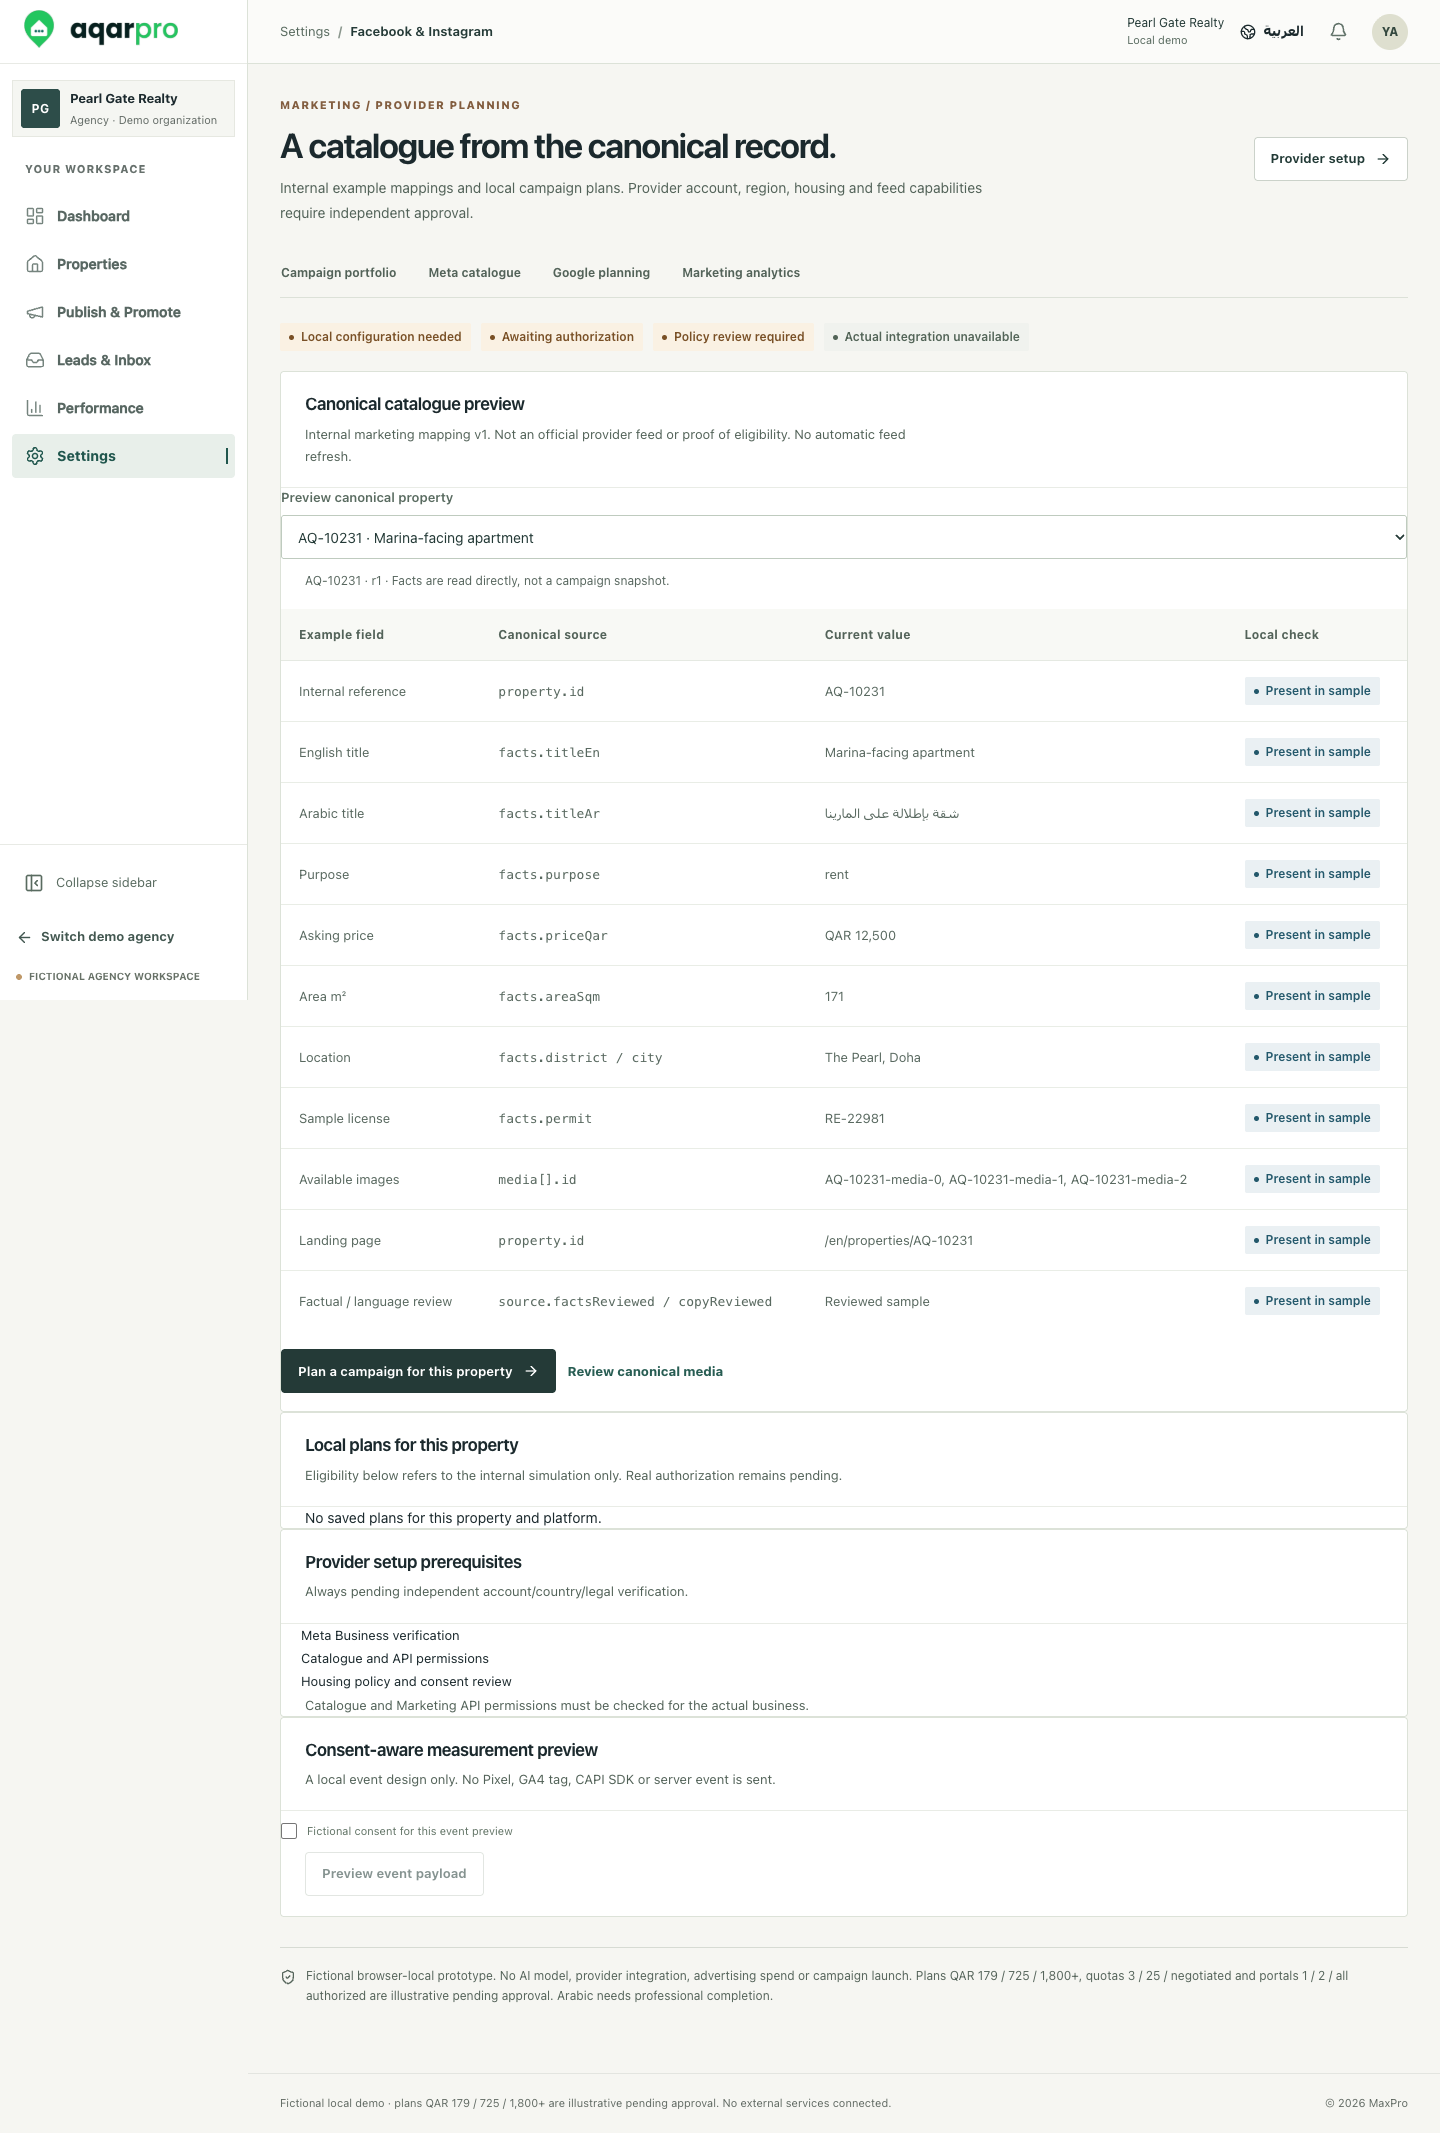 aqarpro
Settings / Facebook & Instagram
Pearl Gate Realty
Local demo
العربية
YA
PG
Pearl Gate Realty
Agency · Demo organization
YOUR WORKSPACE
Dashboard
Properties
Publish & Promote
Leads & Inbox
Performance
Settings
Collapse sidebar
Switch demo agency
FICTIONAL AGENCY WORKSPACE
MARKETING / PROVIDER PLANNING
A catalogue from the canonical record.
Internal example mappings and local campaign plans. Provider account, region, housing and feed capabilities
require independent approval.
Provider setup
Campaign portfolio Meta catalogue Google planning Marketing analytics
Local configuration needed Awaiting authorization Policy review required Actual integration unavailable
Canonical catalogue preview
Internal marketing mapping v1. Not an official provider feed or proof of eligibility. No automatic feed
refresh.
Preview canonical property
AQ-10231 · Marina-facing apartment
AQ-10231 · r1 · Facts are read directly, not a campaign snapshot.
Example field Canonical source Current value Local check
Internal reference property.id AQ-10231 Present in sample
English title facts.titleEn Marina-facing apartment Present in sample
Arabic title facts.titleAr شقة بإطلالة على المارينا Present in sample
Purpose facts.purpose rent Present in sample
Asking price facts.priceQar QAR 12,500 Present in sample
Area m² facts.areaSqm 171 Present in sample
Location facts.district / city The Pearl, Doha Present in sample
Sample license facts.permit RE-22981 Present in sample
Available images media[].id AQ-10231-media-0, AQ-10231-media-1, AQ-10231-media-2 Present in sample
Landing page property.id /en/properties/AQ-10231 Present in sample
Factual / language review source.factsReviewed / copyReviewed Reviewed sample Present in sample
Plan a campaign for this property Review canonical media
Local plans for this property
Eligibility below refers to the internal simulation only. Real authorization remains pending.
No saved plans for this property and platform.
Provider setup prerequisites
Always pending independent account/country/legal verification.
Meta Business verification
Catalogue and API permissions
Housing policy and consent review
Catalogue and Marketing API permissions must be checked for the actual business.
Consent-aware measurement preview
A local event design only. No Pixel, GA4 tag, CAPI SDK or server event is sent.
Fictional consent for this event preview
Preview event payload
Fictional browser-local prototype. No AI model, provider integration, advertising spend or campaign launch. Plans QAR 179 / 725 / 1,800+, quotas 3 / 25 / negotiated and portals 1 / 2 / all
authorized are illustrative pending approval. Arabic needs professional completion.
Fictional local demo · plans QAR 179 / 725 / 1,800+ are illustrative pending approval. No external services connected.
© 2026 MaxPro